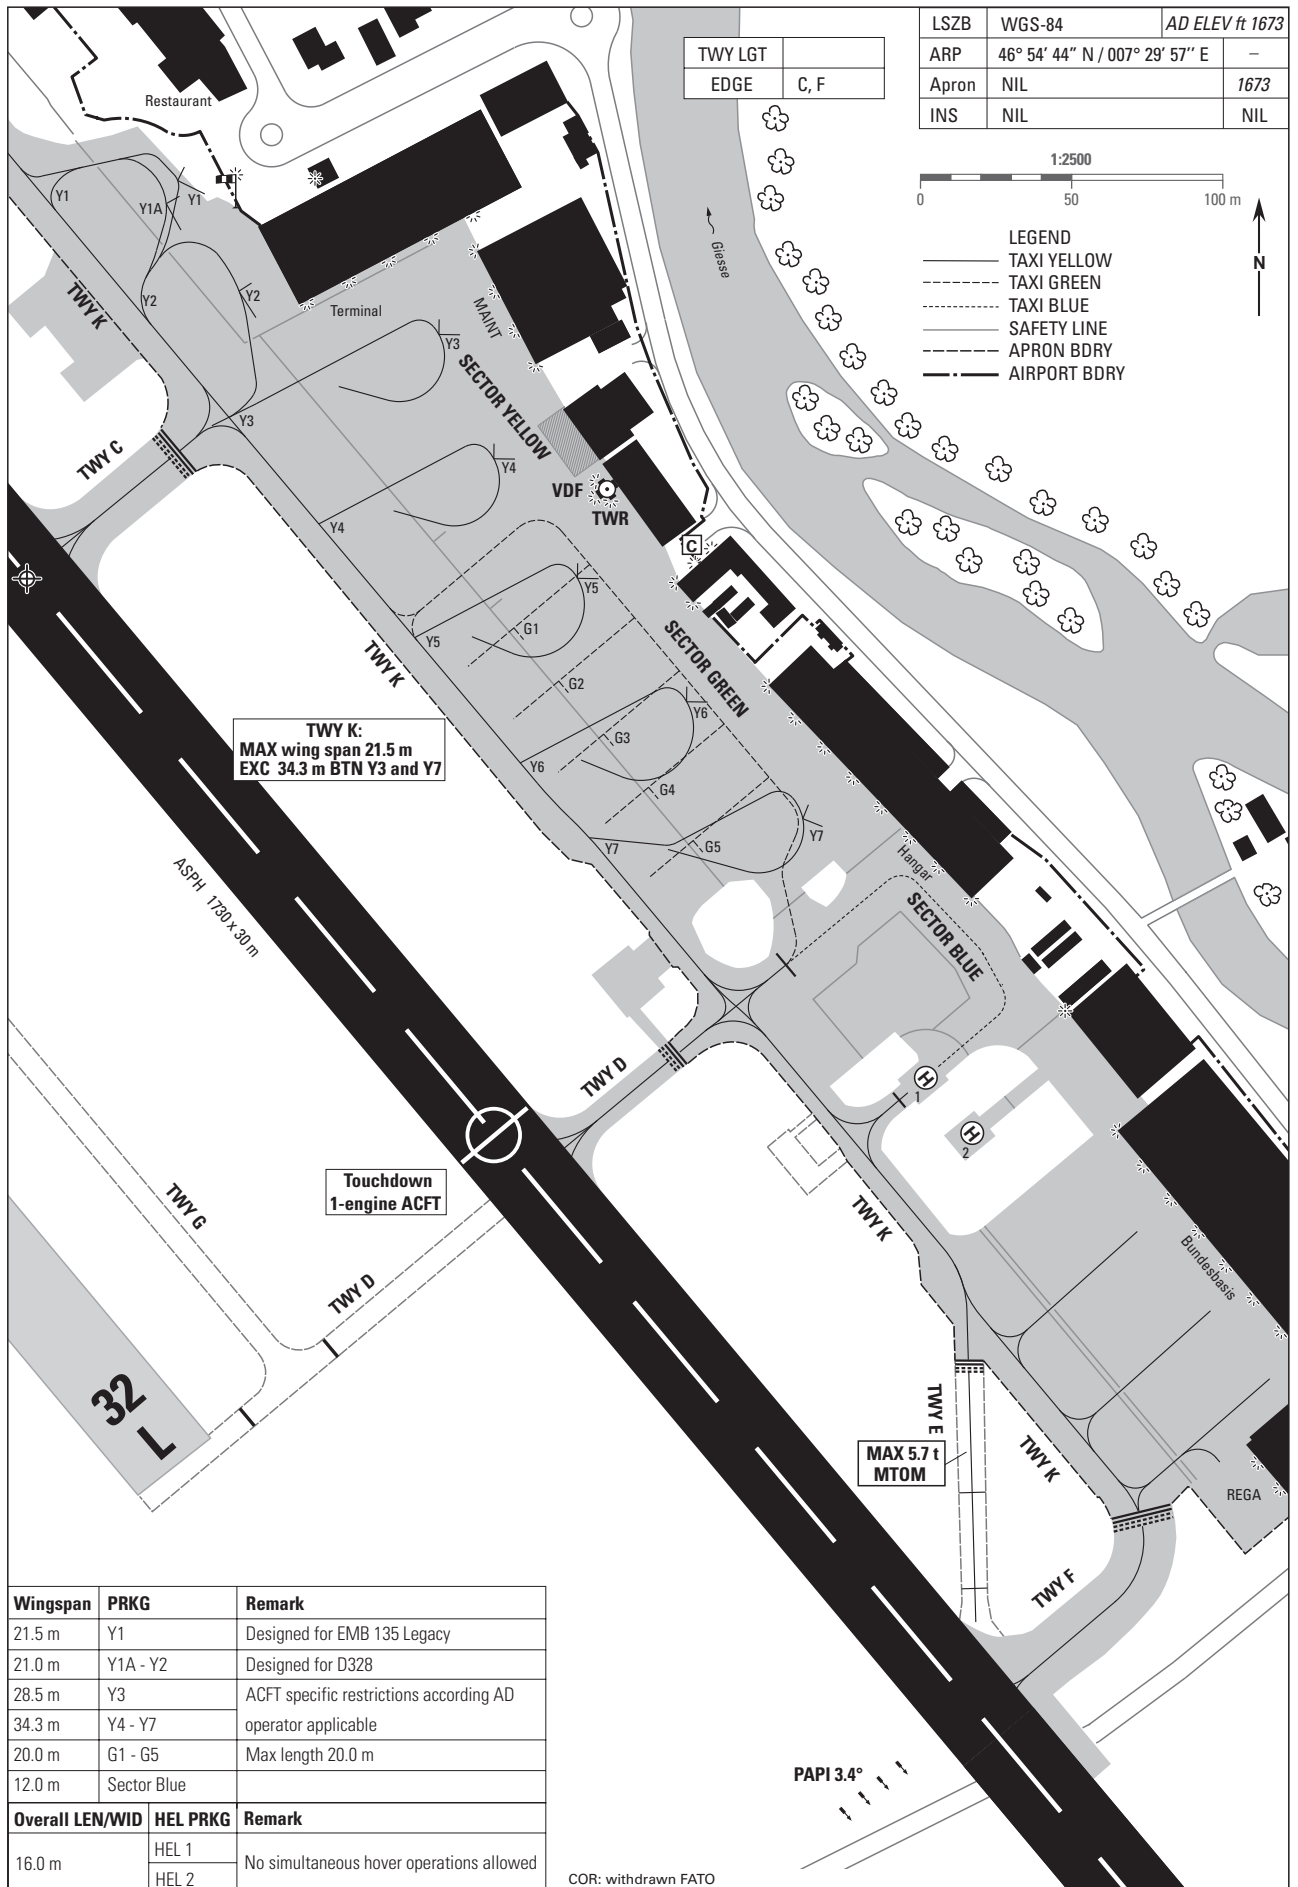 LSZB WGS-84 AD ELEV ft 1673
ARP 46° 54′ 44″ N / 007° 29′ 57″ E –
Apron NIL 1673
INS NIL NIL
TWY LGT
EDGE C, F
1:2500
0 50 100 m
N
LEGEND
TAXI YELLOW
TAXI GREEN
TAXI BLUE
SAFETY LINE
APRON BDRY
AIRPORT BDRY
Restaurant
Giesse
Y1
Y1A
Y1
Y2
Y2
TWY K
Terminal
MAINT
Y3
Y3
SECTOR YELLOW
TWY C
Y4
Y4
VDF
TWR
C
Y5
Y5
G1
SECTOR GREEN
TWY K
G2
Y6
G3
Y6
G4
TWY K:
MAX wing span 21.5 m
EXC 34.3 m BTN Y3 and Y7
Y7
Y7
G5
Hangar
SECTOR BLUE
ASPH 1730 x 30 m
TWY D
H
1
H
2
Touchdown
1-engine ACFT
TWY G
TWY D
TWY K
Bundesbasis
32
L
TWY E
MAX 5.7 t
MTOM
TWY K
REGA
TWY F
PAPI 3.4°
Wingspan PRKG Remark
21.5 m Y1 Designed for EMB 135 Legacy
21.0 m Y1A - Y2 Designed for D328
28.5 m Y3 ACFT specific restrictions according AD
34.3 m Y4 - Y7 operator applicable
20.0 m G1 - G5 Max length 20.0 m
12.0 m Sector Blue
Overall LEN/WID HEL PRKG Remark
16.0 m HEL 1 No simultaneous hover operations allowed
HEL 2
COR: withdrawn FATO